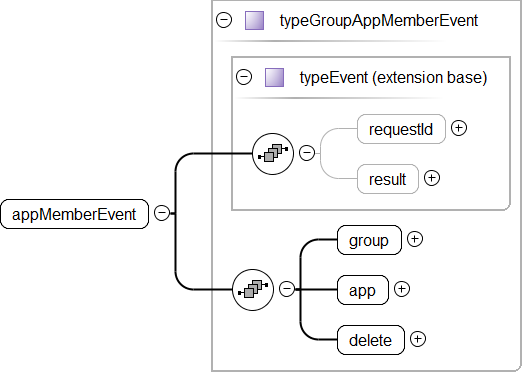 typeGroupAppMemberEvent
typeEvent (extension base)
requestId
result
appMemberEvent
group
app
delete